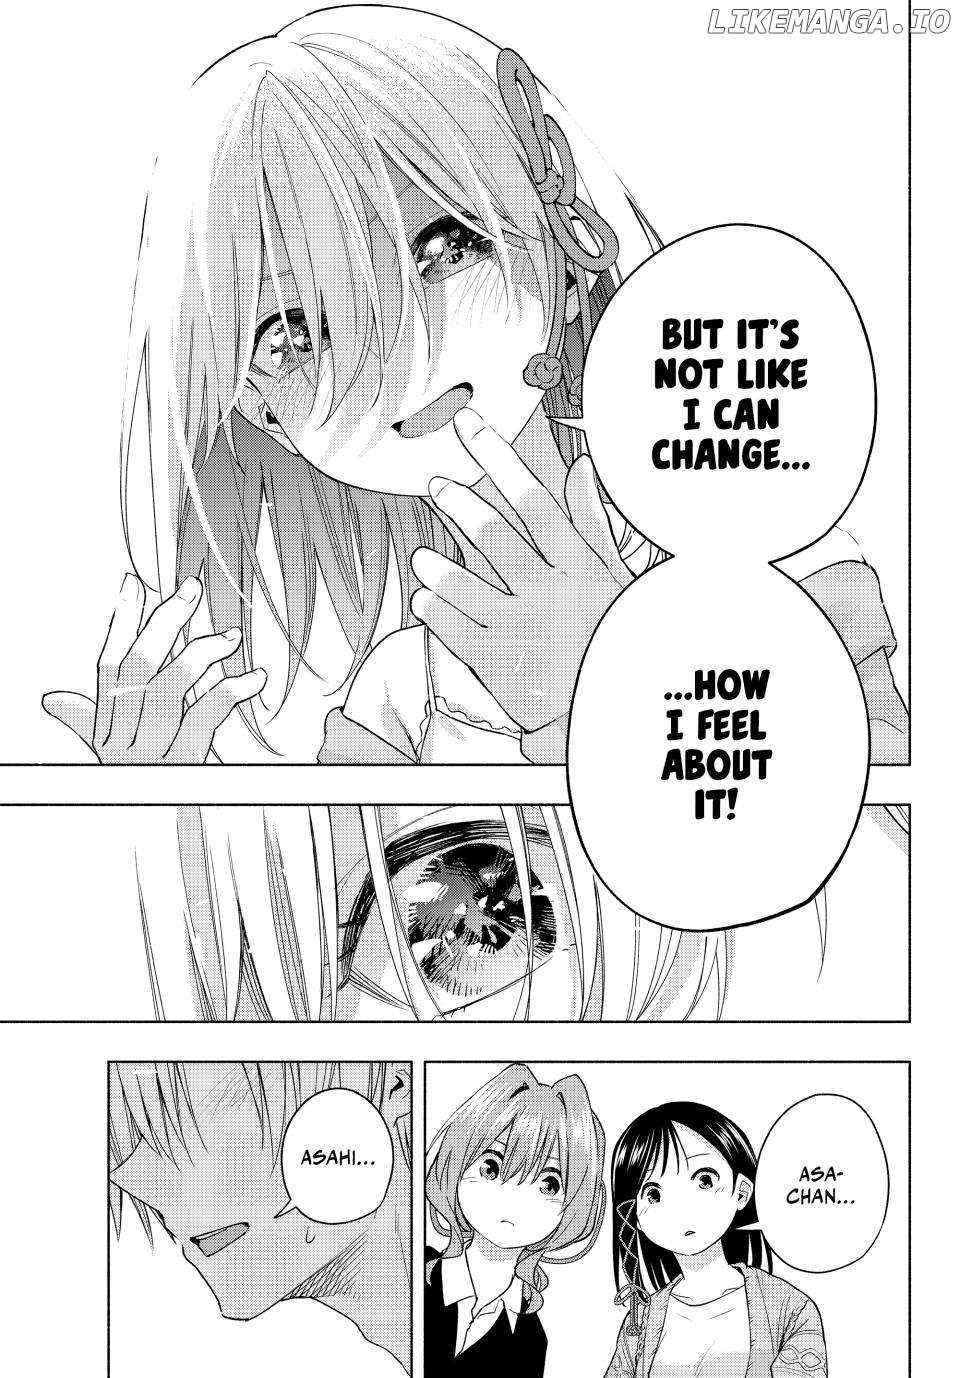 LIKEMANGA.IO
BUT IT'S
NOT LIKE
I CAN
CHANGE...
...HOW
I FEEL
ABOUT
IT!
ASA-
CHAN...
ASAHI...